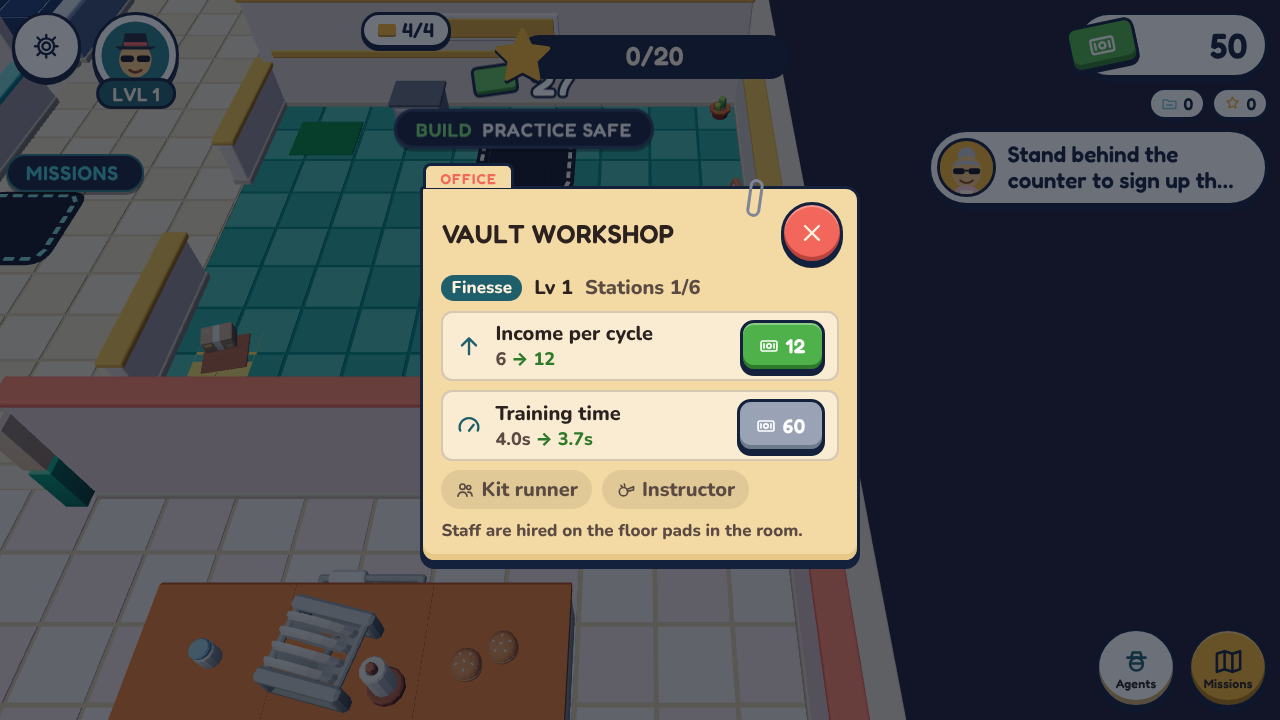 4/4
0/20
50
LVL 1
27
0
0
BUILD PRACTICE SAFE
MISSIONS
Stand behind the
counter to sign up th...
OFFICE
VAULT WORKSHOP
Finesse Lv 1 Stations 1/6
Income per cycle
6 → 12
12
Training time
4.0s → 3.7s
60
Kit runner
Instructor
Staff are hired on the floor pads in the room.
Agents
Missions